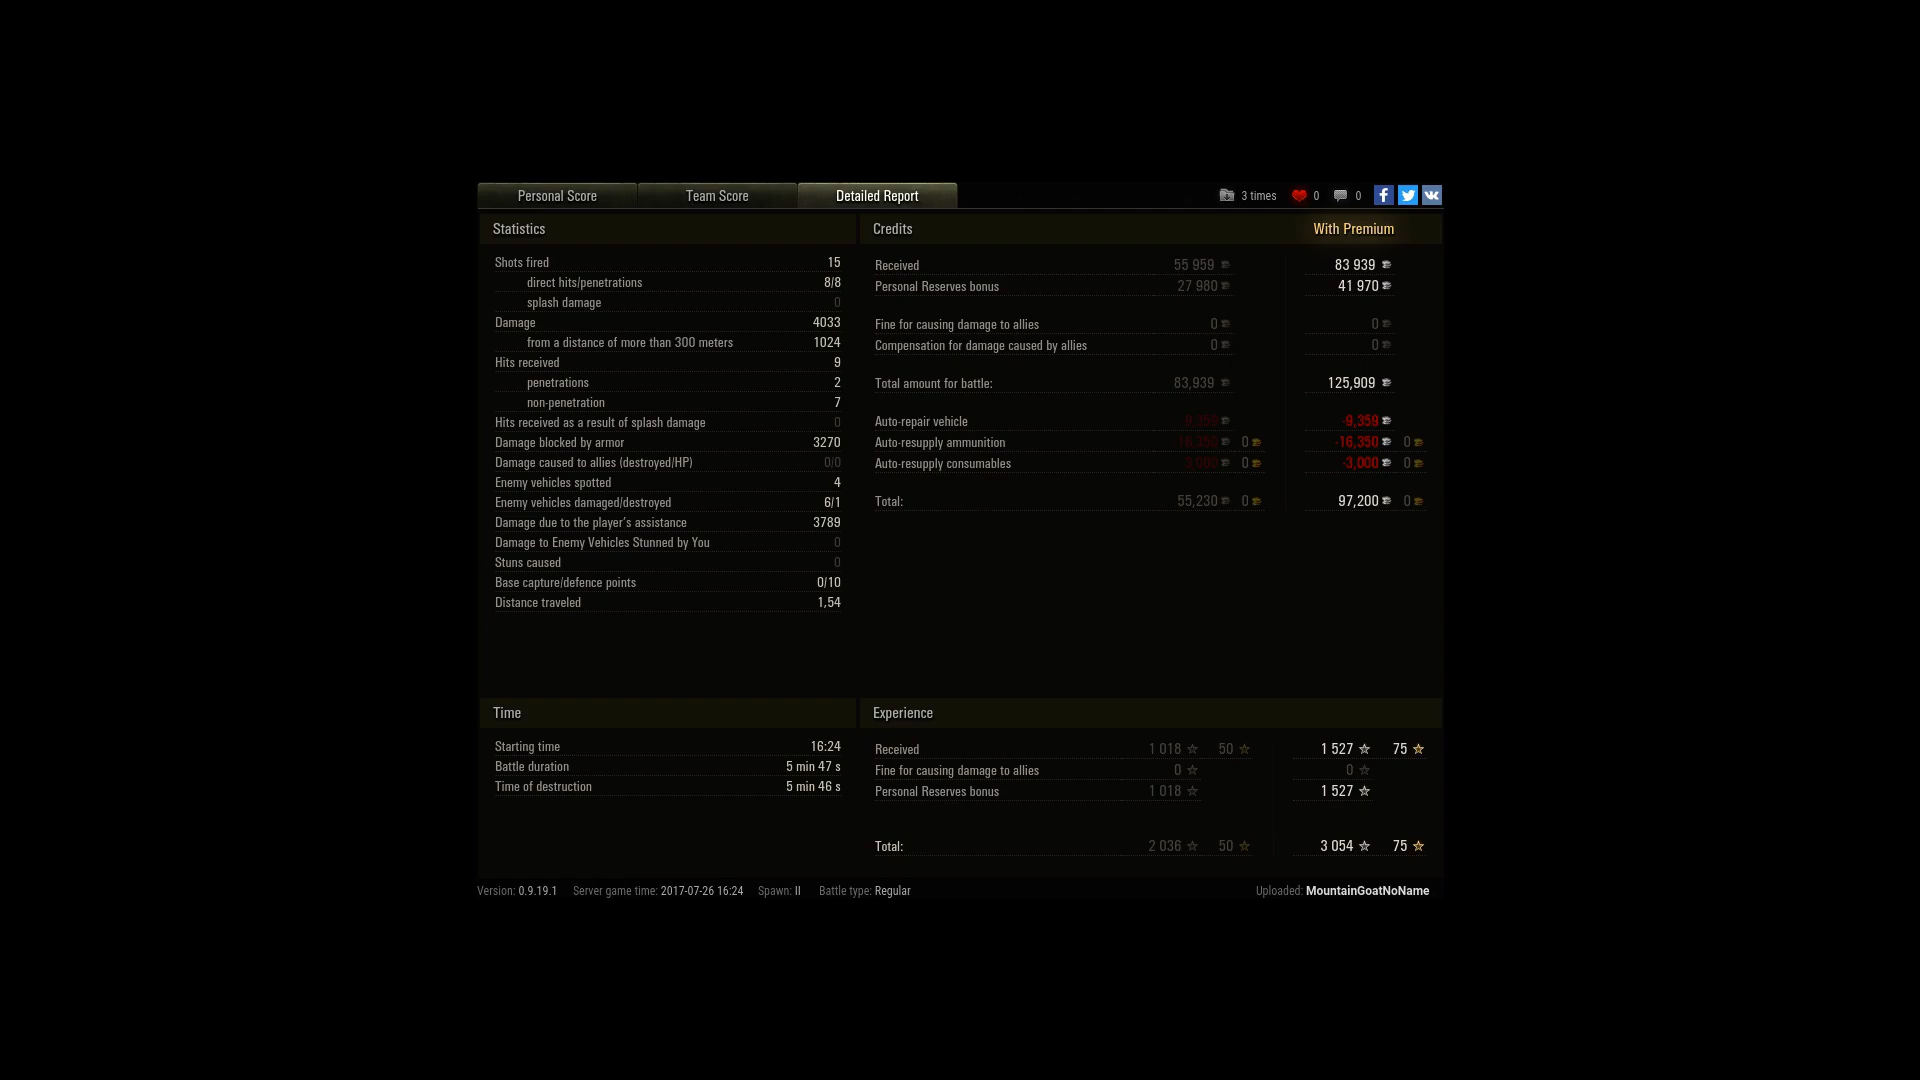 Personal Score Team Score Detailed Report 3 times 0 0
Statistics
Shots fired 15
direct hits/penetrations 8/8
splash damage 0
Damage 4033
from a distance of more than 300 meters 1024
Hits received 9
penetrations 2
non-penetration 7
Hits received as a result of splash damage 0
Damage blocked by armor 3270
Damage caused to allies (destroyed/HP) 0/0
Enemy vehicles spotted 4
Enemy vehicles damaged/destroyed 6/1
Damage due to the player's assistance 3789
Damage to Enemy Vehicles Stunned by You 0
Stuns caused 0
Base capture/defence points 0/10
Distance traveled 1,54
Credits With Premium
Received 55 959 83 939
Personal Reserves bonus 27 980 41 970
Fine for causing damage to allies 0 0
Compensation for damage caused by allies 0 0
Total amount for battle: 83,939 125,909
Auto-repair vehicle -9,359 -9,359
Auto-resupply ammunition -16,350 0 -16,350 0
Auto-resupply consumables -3,000 0 -3,000 0
Total: 55,230 0 97,200 0
Time
Starting time 16:24
Battle duration 5 min 47 s
Time of destruction 5 min 46 s
Experience
Received 1 018 50 1 527 75
Fine for causing damage to allies 0 0
Personal Reserves bonus 1 018 1 527
Total: 2 036 50 3 054 75
Version: 0.9.19.1 Server game time: 2017-07-26 16:24 Spawn: II Battle type: Regular Uploaded: MountainGoatNoName